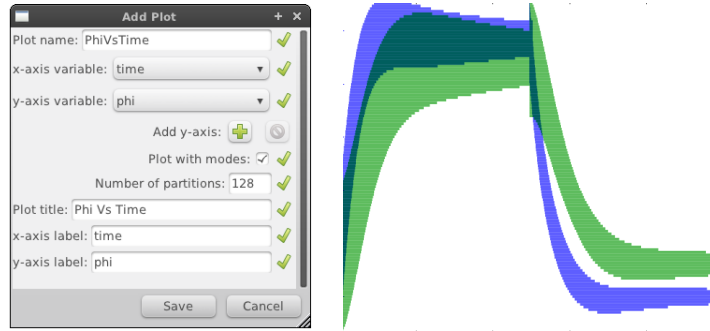 Add Plot
Plot name: PhiVsTime
x-axis variable: time
y-axis variable: phi
Add y-axis:
Plot with modes:
Number of partitions: 128
Plot title: Phi Vs Time
x-axis label: time
y-axis label: phi
Save Cancel